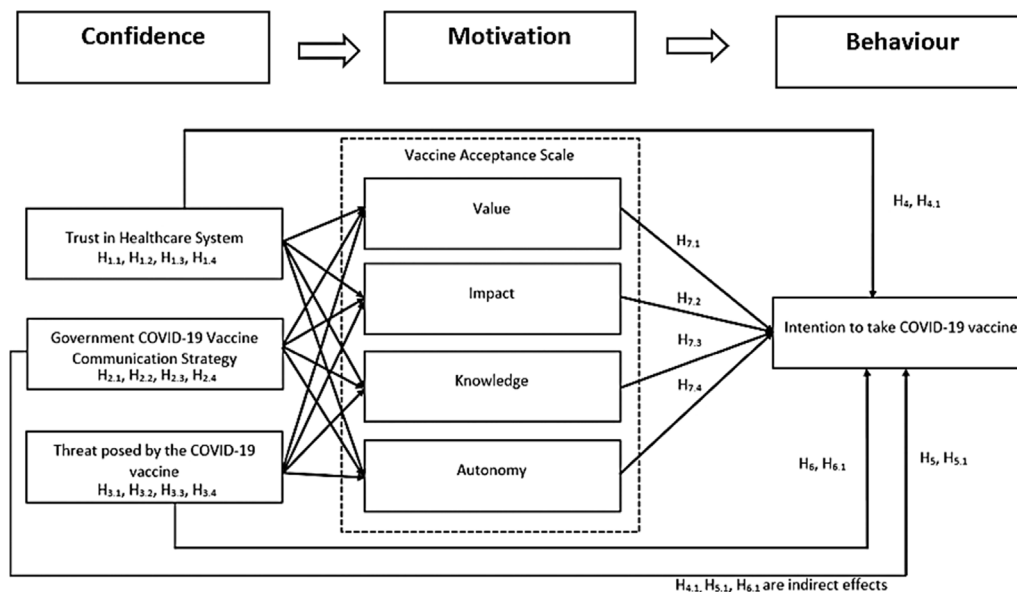 Confidence
Motivation
Behaviour
Vaccine Acceptance Scale
Trust in Healthcare System
H1.1, H1.2, H1.3, H1.4
Government COVID-19 Vaccine
Communication Strategy
H2.1, H2.2, H2.3, H2.4
Threat posed by the COVID-19
vaccine
H3.1, H3.2, H3.3, H3.4
Value
Impact
Knowledge
Autonomy
H7.1
H7.2
H7.3
H7.4
H4, H4.1
Intention to take COVID-19 vaccine
H6, H6.1
H5, H5.1
H4.1, H5.1, H6.1 are indirect effects